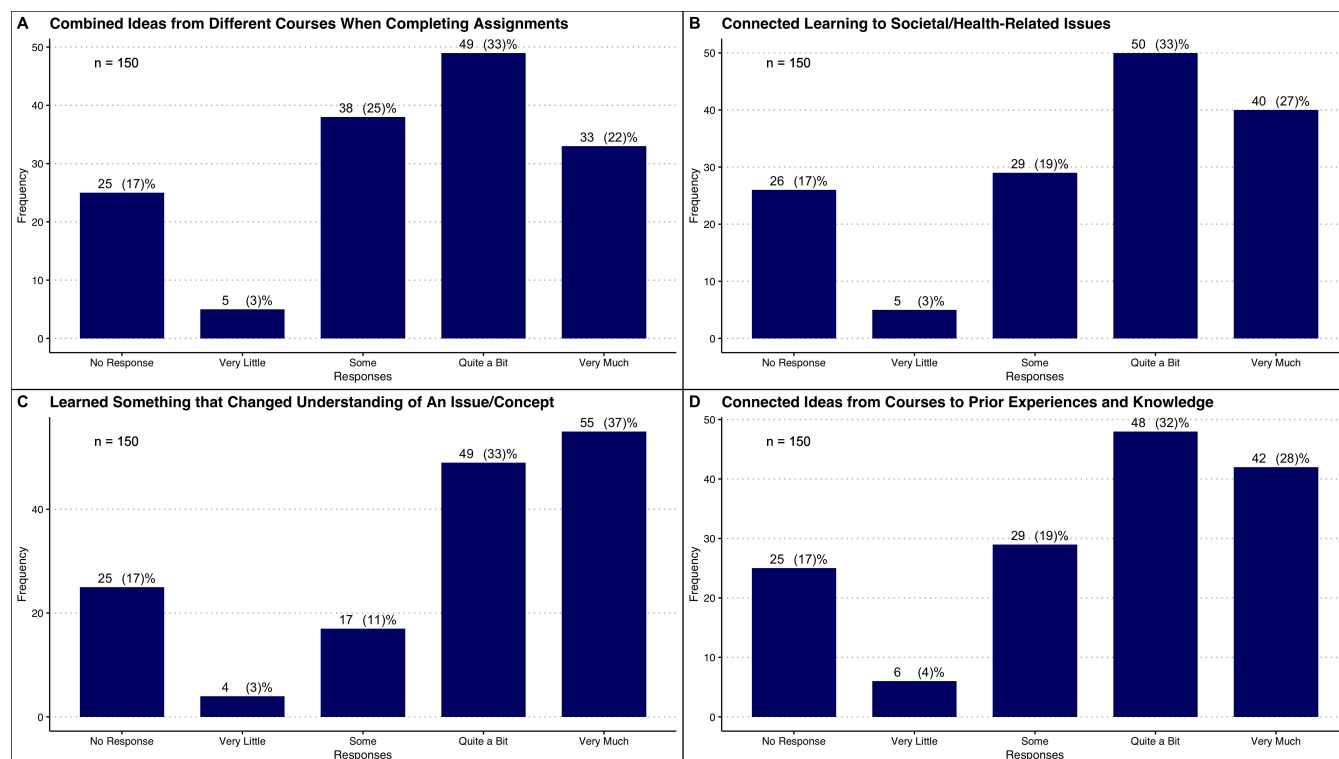 A Combined Ideas from Different Courses When Completing Assignments
n = 150
Frequency
50
40
30
20
10
0
25 (17)%
5 (3)%
38 (25)%
49 (33)%
33 (22)%
No Response Very Little Some Quite a Bit Very Much
Responses
B Connected Learning to Societal/Health-Related Issues
n = 150
Frequency
50
40
30
20
10
0
26 (17)%
5 (3)%
29 (19)%
50 (33)%
40 (27)%
No Response Very Little Some Quite a Bit Very Much
Responses
C Learned Something that Changed Understanding of An Issue/Concept
n = 150
Frequency
40
20
0
25 (17)%
4 (3)%
17 (11)%
49 (33)%
55 (37)%
No Response Very Little Some Quite a Bit Very Much
Responses
D Connected Ideas from Courses to Prior Experiences and Knowledge
n = 150
Frequency
50
40
30
20
10
0
25 (17)%
6 (4)%
29 (19)%
48 (32)%
42 (28)%
No Response Very Little Some Quite a Bit Very Much
Responses